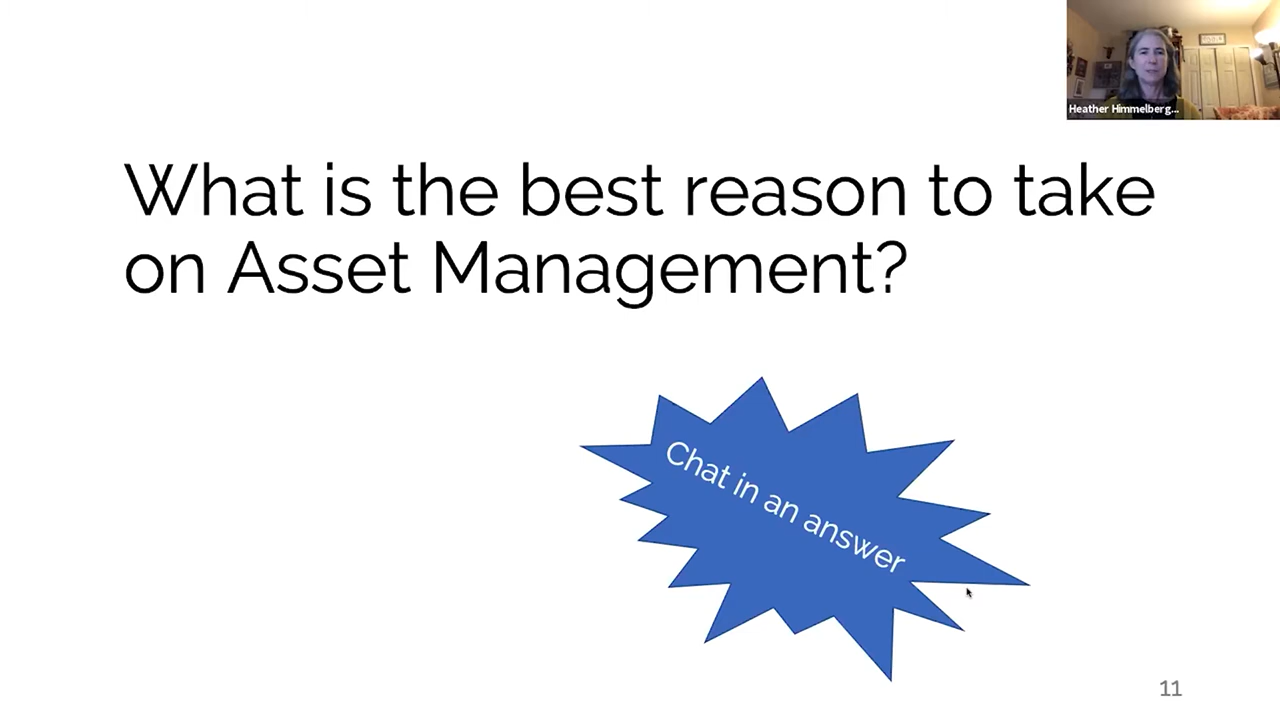 Heather Himmelberg...
What is the best reason to take
on Asset Management?
Chat in an answer
11